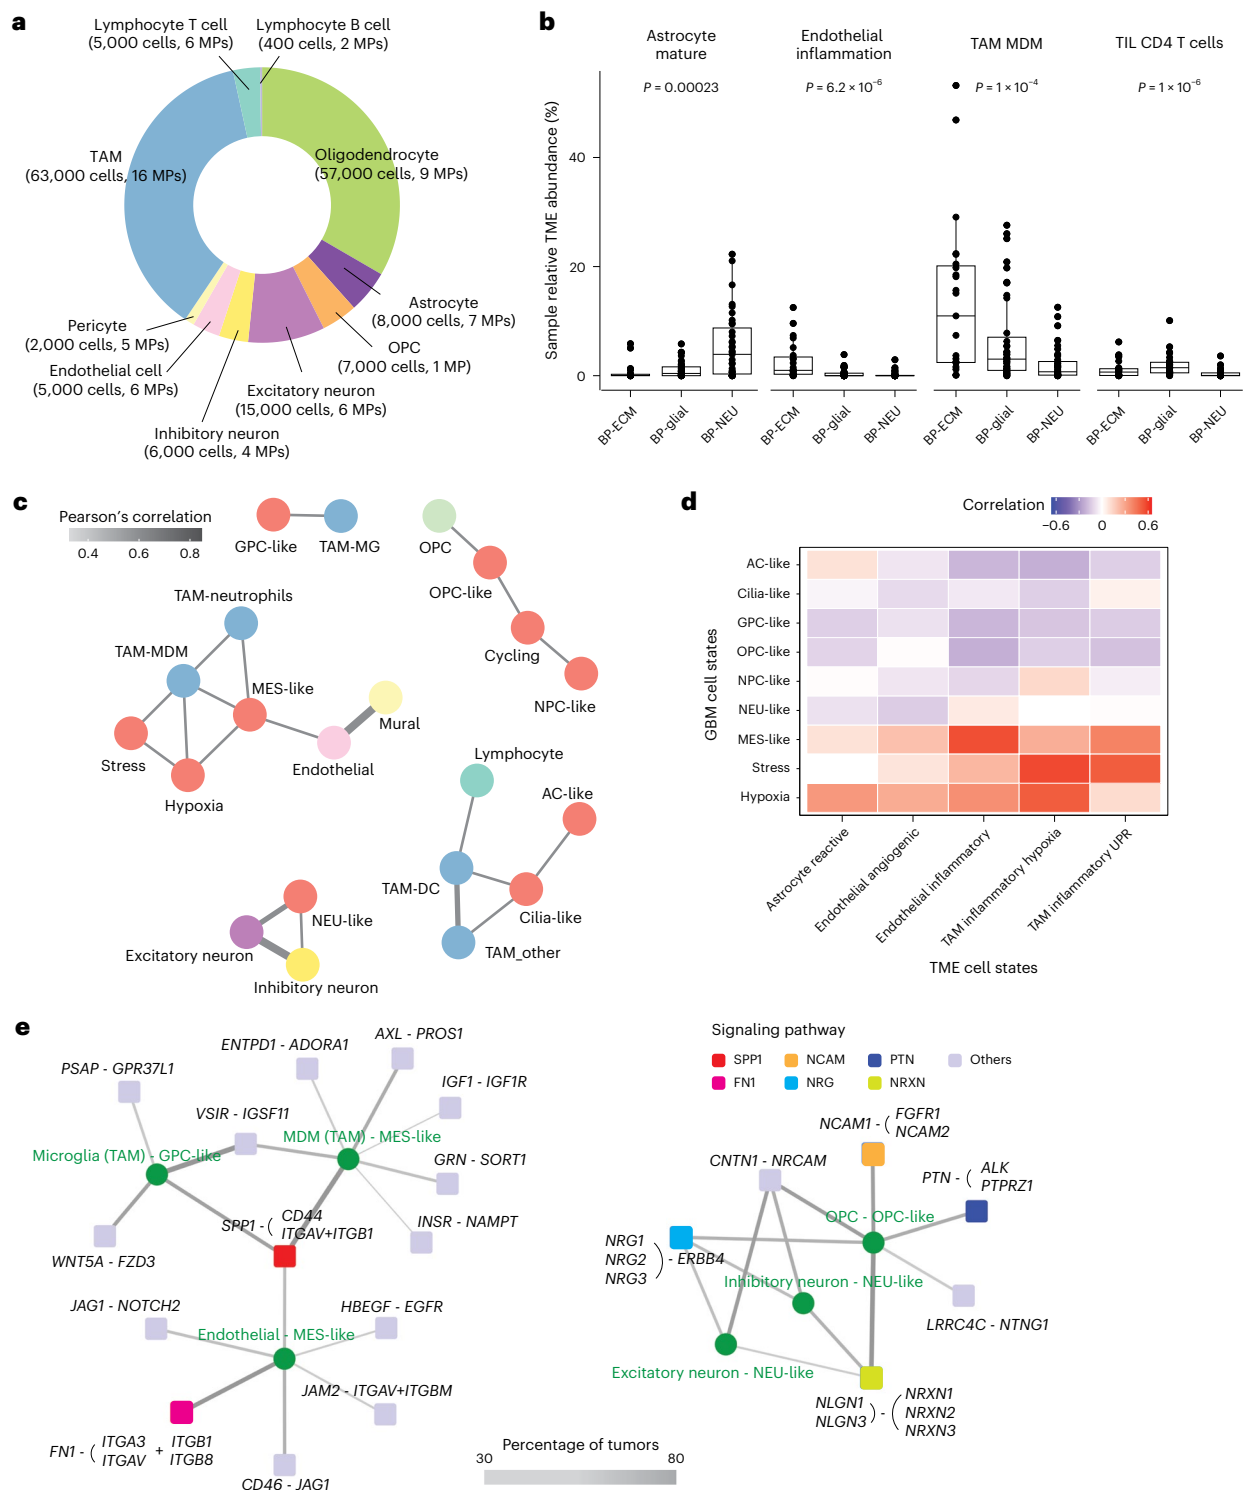 a
Lymphocyte T cell
(5,000 cells, 6 MPs)
Lymphocyte B cell
(400 cells, 2 MPs)
TAM
(63,000 cells, 16 MPs)
Oligodendrocyte
(57,000 cells, 9 MPs)
Astrocyte
(8,000 cells, 7 MPs)
OPC
(7,000 cells, 1 MP)
Excitatory neuron
(15,000 cells, 6 MPs)
Inhibitory neuron
(6,000 cells, 4 MPs)
Endothelial cell
(5,000 cells, 6 MPs)
Pericyte
(2,000 cells, 5 MPs)
b
Astrocyte
mature
Endothelial
inflammation
TAM MDM
TIL CD4 T cells
P = 0.00023
P = 6.2 × 10⁻⁶
P = 1 × 10⁻⁴
P = 1 × 10⁻⁶
Sample relative TME abundance (%)
40
20
0
BP-ECM
BP-glial
BP-NEU
BP-ECM
BP-glial
BP-NEU
BP-ECM
BP-glial
BP-NEU
BP-ECM
BP-glial
BP-NEU
c
Pearson's correlation
0.4 0.6 0.8
GPC-like
TAM-MG
OPC
OPC-like
Cycling
NPC-like
TAM-neutrophils
TAM-MDM
MES-like
Stress
Hypoxia
Mural
Endothelial
Lymphocyte
AC-like
TAM-DC
Cilia-like
TAM_other
NEU-like
Excitatory neuron
Inhibitory neuron
d
Correlation
−0.6 0 0.6
GBM cell states
AC-like
Cilia-like
GPC-like
OPC-like
NPC-like
NEU-like
MES-like
Stress
Hypoxia
Astrocyte reactive
Endothelial angiogenic
Endothelial inflammatory
TAM inflammatory hypoxia
TAM inflammatory UPR
TME cell states
e
ENTPD1 - ADORA1
AXL - PROS1
PSAP - GPR37L1
IGF1 - IGF1R
VSIR - IGSF11
MDM (TAM) - MES-like
Microglia (TAM) - GPC-like
GRN - SORT1
SPP1 - ( CD44
ITGAV+ITGB1
INSR - NAMPT
WNT5A - FZD3
JAG1 - NOTCH2
HBEGF - EGFR
Endothelial - MES-like
JAM2 - ITGAV+ITGBM
FN1 - ( ITGA3
ITGAV
+
ITGB1
ITGB8
CD46 - JAG1
Percentage of tumors
30 80
Signaling pathway
SPP1
NCAM
PTN
Others
FN1
NRG
NRXN
NCAM1 - ( FGFR1
NCAM2
CNTN1 - NRCAM
PTN - ( ALK
PTPRZ1
OPC - OPC-like
NRG1
NRG2
NRG3
) - ERBB4
Inhibitory neuron - NEU-like
LRRC4C - NTNG1
Excitatory neuron - NEU-like
NLGN1
NLGN3
) - (
NRXN1
NRXN2
NRXN3